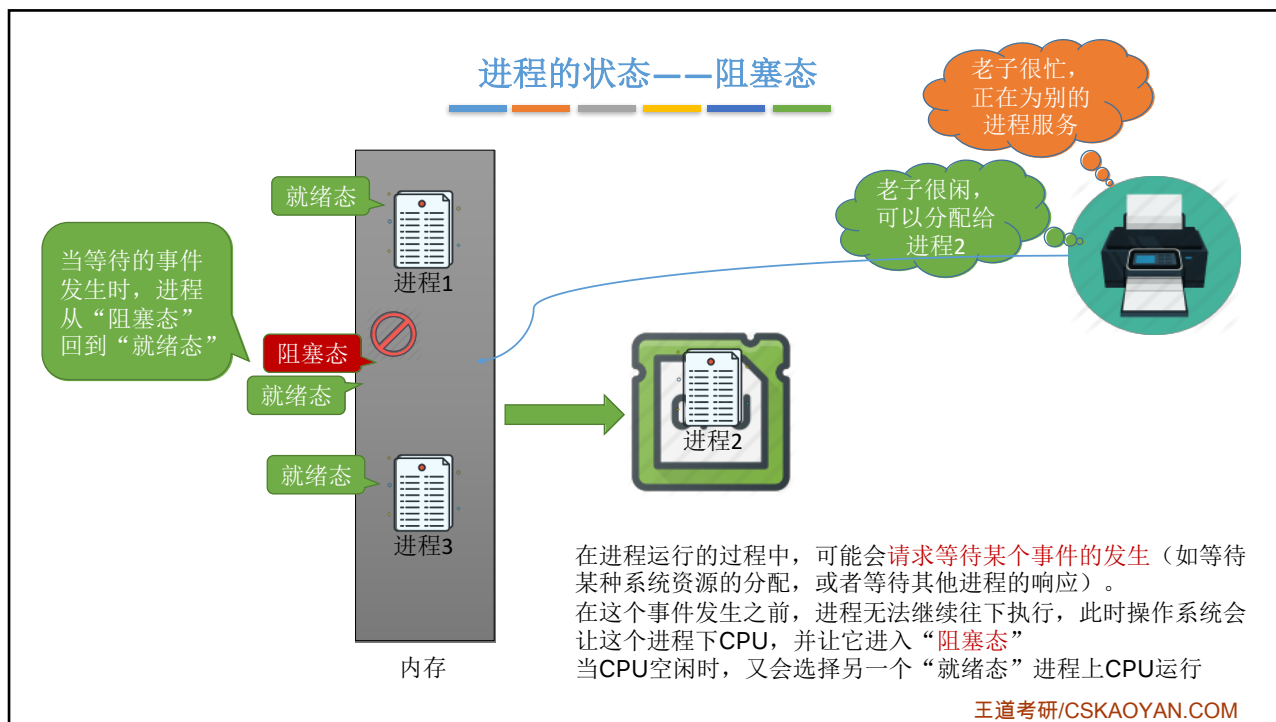 进程的状态——阻塞态
老子很忙，
正在为别的
进程服务
老子很闲，
可以分配给
进程2
就绪态
进程1
当等待的事件
发生时，进程
从“阻塞态”
回到“就绪态”
阻塞态
就绪态
进程2
就绪态
进程3
内存
在进程运行的过程中，可能会请求等待某个事件的发生（如等待
某种系统资源的分配，或者等待其他进程的响应）。
在这个事件发生之前，进程无法继续往下执行，此时操作系统会
让这个进程下CPU，并让它进入“阻塞态”
当CPU空闲时，又会选择另一个“就绪态”进程上CPU运行
王道考研/CSKAOYAN.COM